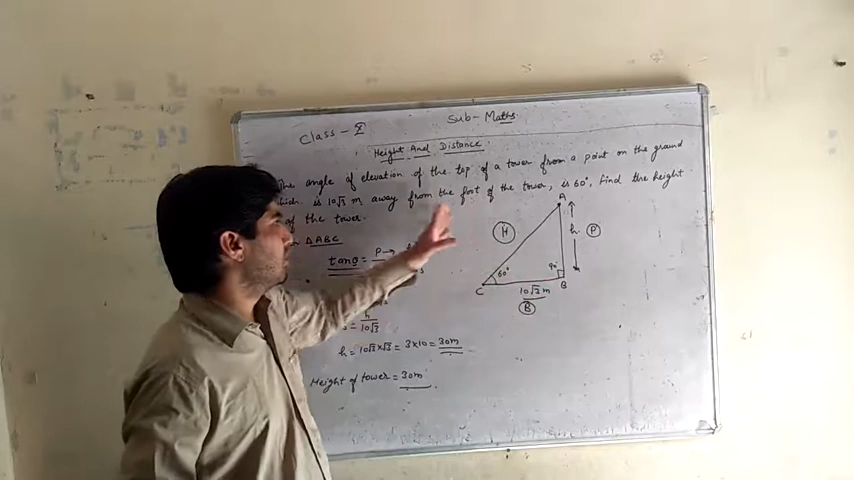 Class - X
Sub - Maths
Height And Distance
The angle of elevation of the top of a tower from a point on the ground
which is 10√3 m away from the foot of the tower, is 60°, find the height
of the tower.
ΔABC
tanθ = P
h
10√3
h = 10√3 × √3 = 3×10 = 30m
Height of tower = 30m
A
H
h
P
60°
90°
C
10√3 m
B
B